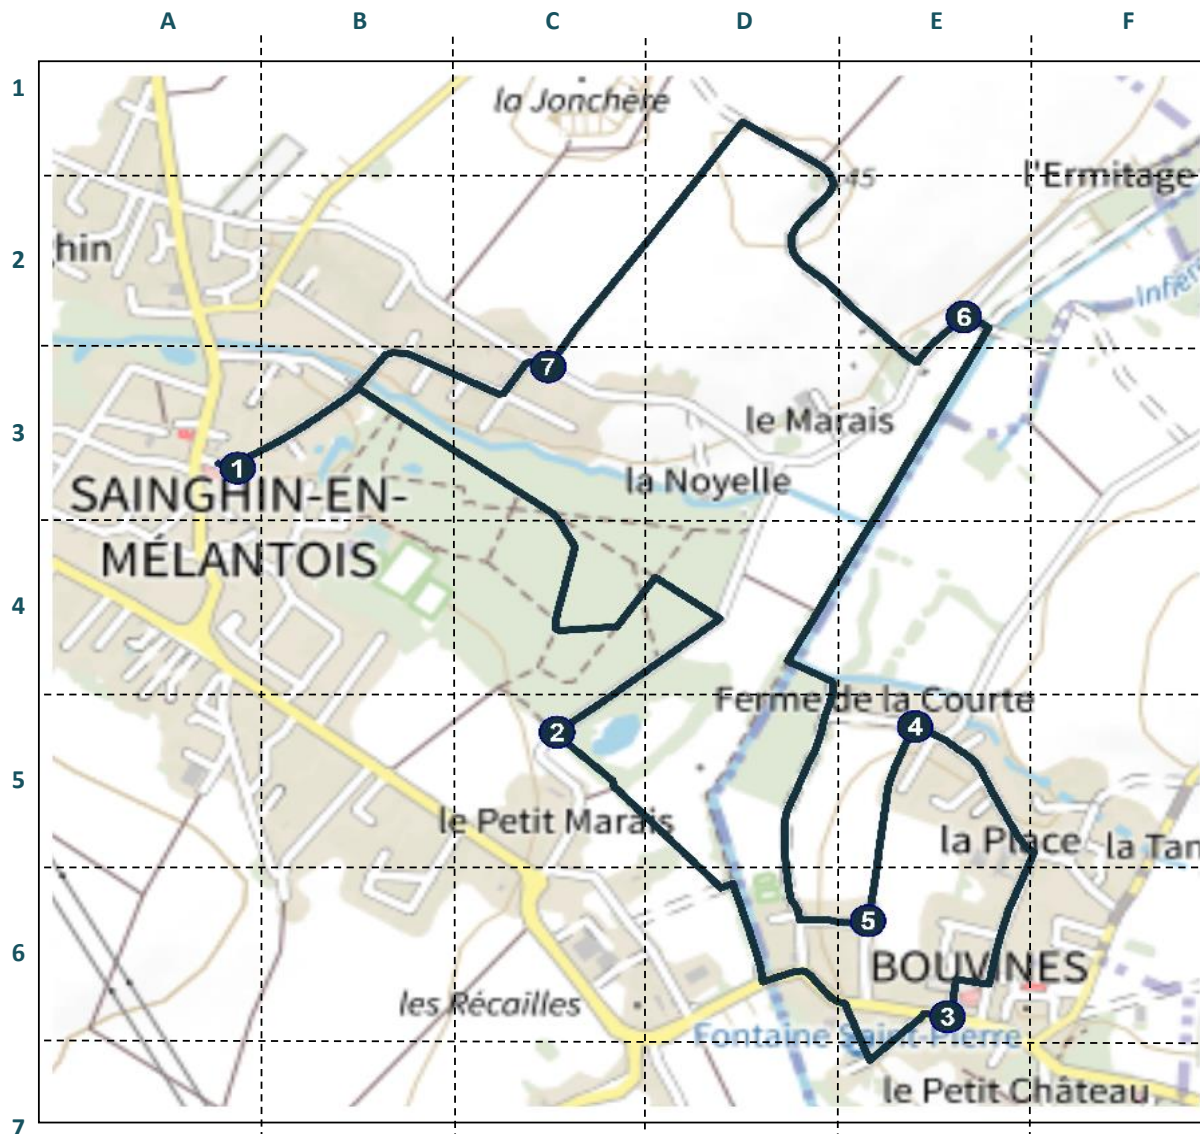 A B C D E F
1
la Jonchère
45
l'Ermitage
2
hin
6
7
3
le Marais
1
la Noyelle
SAINGHIN-EN-
MÉLANTOIS
4
Ferme de la Courte
2
4
5
le Petit Marais
la Place
la Tan
5
6
BOUVINES
les Récailles
3
Fontaine Saint-Pierre
le Petit Château
7